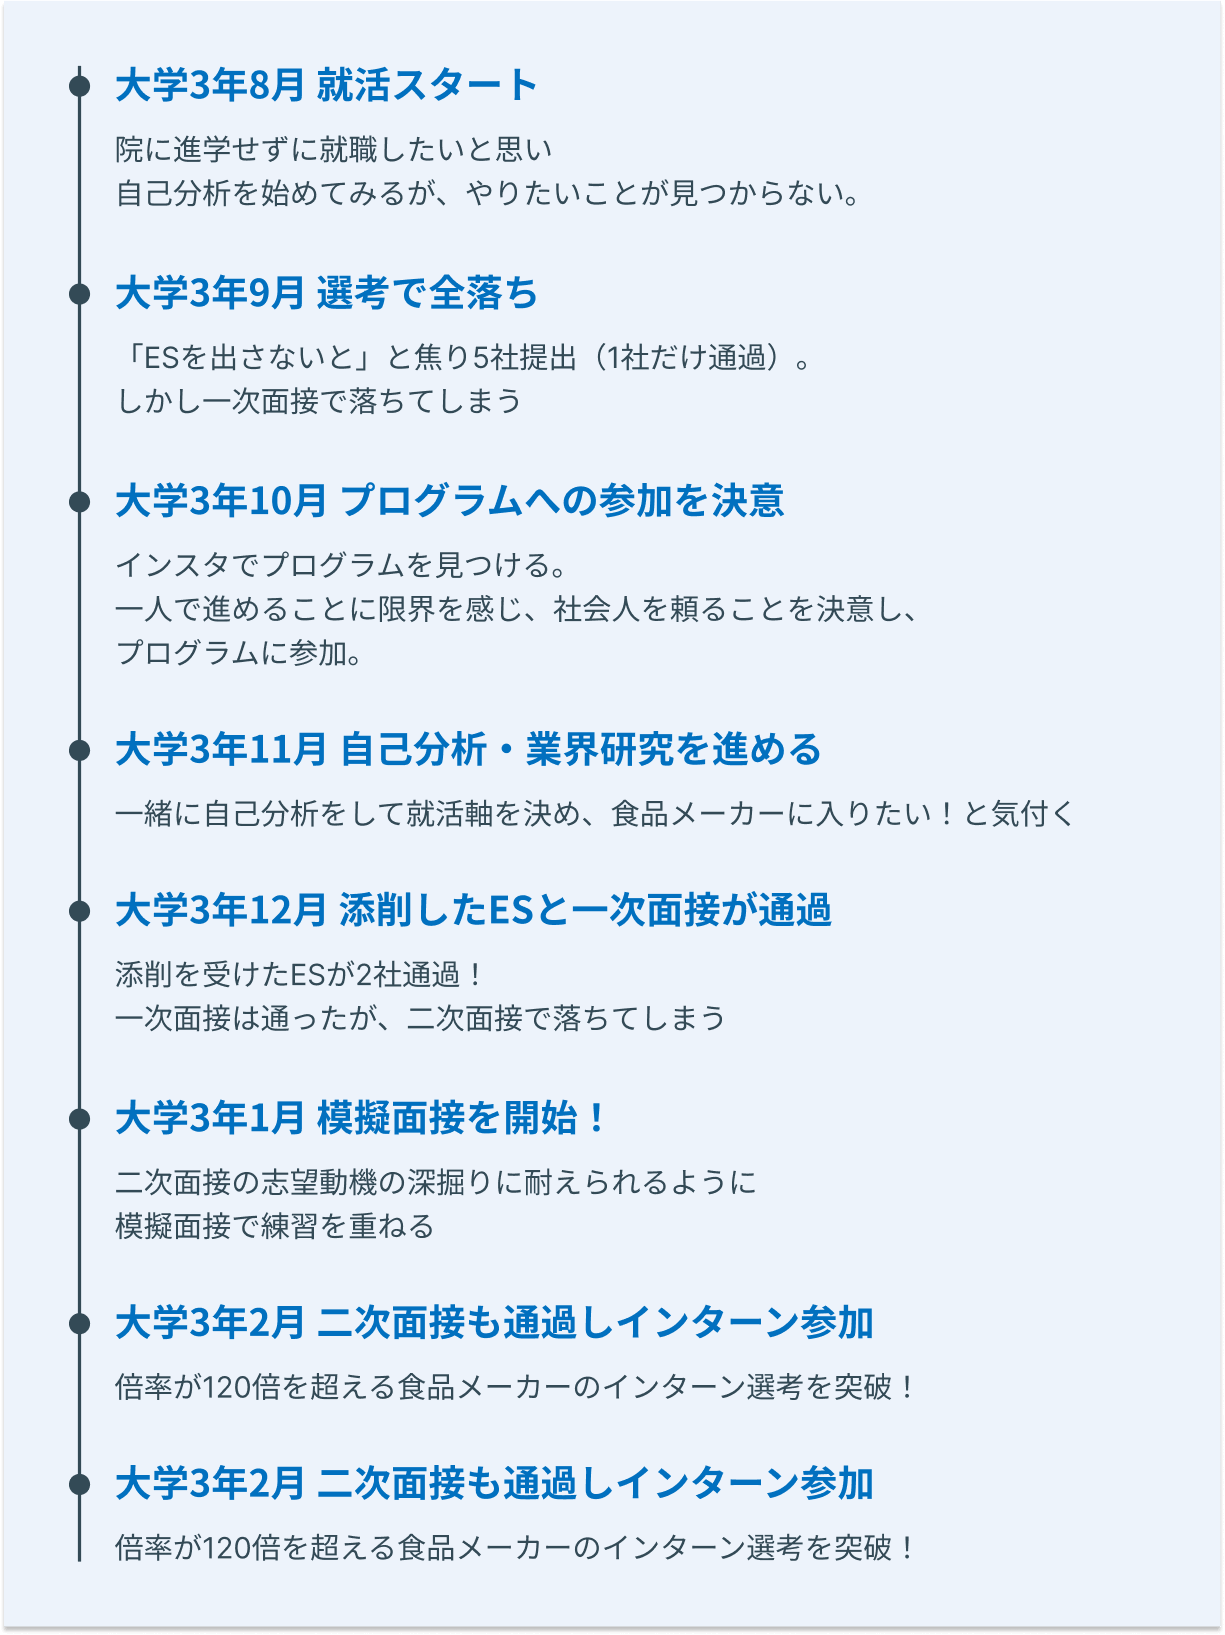 大学3年8月 就活スタート
院に進学せずに就職したいと思い
自己分析を始めてみるが、やりたいことが見つからない。
大学3年9月 選考で全落ち
「ESを出さないと」と焦り5社提出（1社だけ通過）。
しかし一次面接で落ちてしまう
大学3年10月 プログラムへの参加を決意
インスタでプログラムを見つける。
一人で進めることに限界を感じ、社会人を頼ることを決意し、
プログラムに参加。
大学3年11月 自己分析・業界研究を進める
一緒に自己分析をして就活軸を決め、食品メーカーに入りたい！と気付く
大学3年12月 添削したESと一次面接が通過
添削を受けたESが2社通過！
一次面接は通ったが、二次面接で落ちてしまう
大学3年1月 模擬面接を開始！
二次面接の志望動機の深掘りに耐えられるように
模擬面接で練習を重ねる
大学3年2月 二次面接も通過しインターン参加
倍率が120倍を超える食品メーカーのインターン選考を突破！
大学3年2月 二次面接も通過しインターン参加
倍率が120倍を超える食品メーカーのインターン選考を突破！